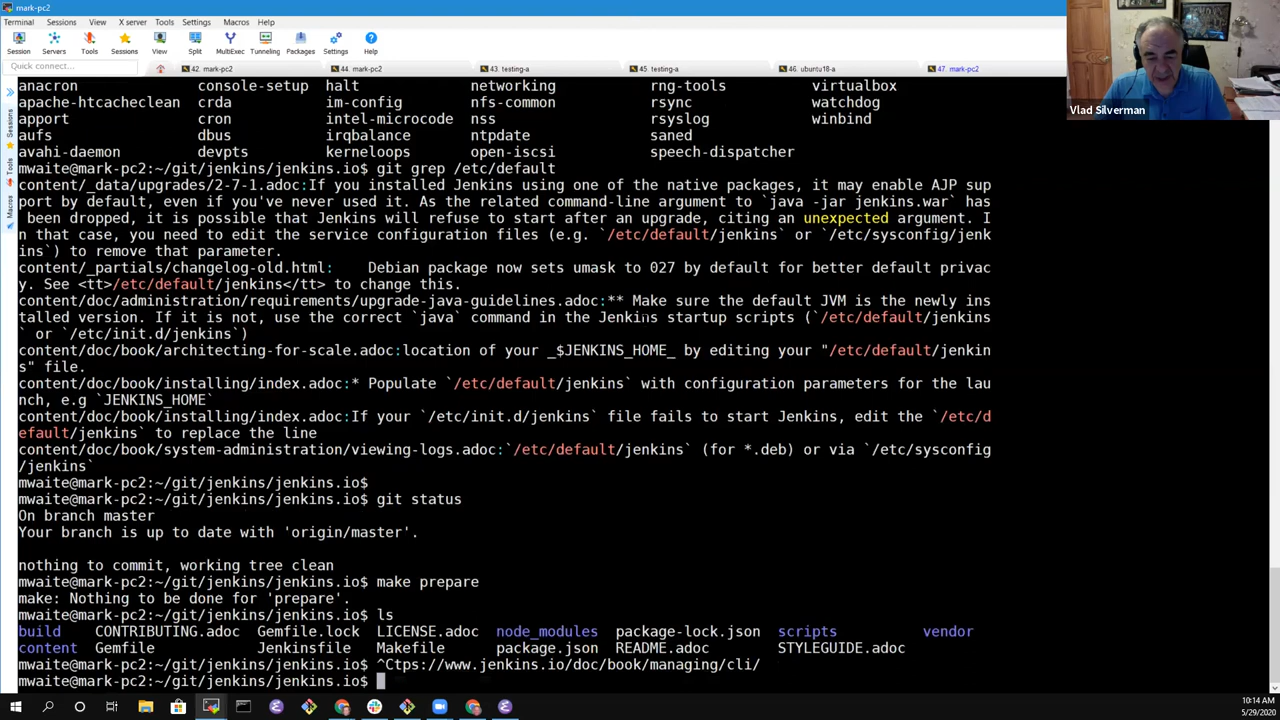 mark-pc2
Terminal Sessions View X server Tools Settings Macros Help
Session Servers Tools Sessions View Split MultiExec Tunneling Packages Settings Help
Quick connect...
42. mark-pc2 44. mark-pc2 43. testing-a 45. testing-a 46. ubuntu18-a 47. mark-pc2
Sessions
Tools
Macros
Vlad Silverman
anacron console-setup halt networking rng-tools virtualbox
apache-htcacheclean crda im-config nfs-common rsync watchdog
apport cron intel-microcode nss rsyslog winbind
aufs dbus irqbalance ntpdate saned
avahi-daemon devpts kerneloops open-iscsi speech-dispatcher
mwaite@mark-pc2:~/git/jenkins/jenkins.io$ git grep /etc/default
content/_data/upgrades/2-7-1.adoc:If you installed Jenkins using one of the native packages, it may enable AJP sup
port by default, even if you've never used it. As the related command-line argument to `java -jar jenkins.war` has
 been dropped, it is possible that Jenkins will refuse to start after an upgrade, citing an unexpected argument. I
n that case, you need to edit the service configuration files (e.g. `/etc/default/jenkins` or `/etc/sysconfig/jenk
ins`) to remove that parameter.
content/_partials/changelog-old.html:    Debian package now sets umask to 027 by default for better default privac
y. See <tt>/etc/default/jenkins</tt> to change this.
content/doc/administration/requirements/upgrade-java-guidelines.adoc:** Make sure the default JVM is the newly ins
talled version. If it is not, use the correct `java` command in the Jenkins startup scripts (`/etc/default/jenkins
` or `/etc/init.d/jenkins`)
content/doc/book/architecting-for-scale.adoc:location of your _$JENKINS_HOME_ by editing your "/etc/default/jenkin
s" file.
content/doc/book/installing/index.adoc:* Populate `/etc/default/jenkins` with configuration parameters for the lau
nch, e.g `JENKINS_HOME`
content/doc/book/installing/index.adoc:If your `/etc/init.d/jenkins` file fails to start Jenkins, edit the `/etc/d
efault/jenkins` to replace the line
content/doc/book/system-administration/viewing-logs.adoc:`/etc/default/jenkins` (for *.deb) or via `/etc/sysconfig
/jenkins`
mwaite@mark-pc2:~/git/jenkins/jenkins.io$
mwaite@mark-pc2:~/git/jenkins/jenkins.io$ git status
On branch master
Your branch is up to date with 'origin/master'.
nothing to commit, working tree clean
mwaite@mark-pc2:~/git/jenkins/jenkins.io$ make prepare
make: Nothing to be done for 'prepare'.
mwaite@mark-pc2:~/git/jenkins/jenkins.io$ ls
build CONTRIBUTING.adoc Gemfile.lock LICENSE.adoc node_modules package-lock.json scripts vendor
content Gemfile Jenkinsfile Makefile package.json README.adoc STYLEGUIDE.adoc
mwaite@mark-pc2:~/git/jenkins/jenkins.io$ ^Ctps://www.jenkins.io/doc/book/managing/cli/
mwaite@mark-pc2:~/git/jenkins/jenkins.io$
10:14 AM
5/29/2020